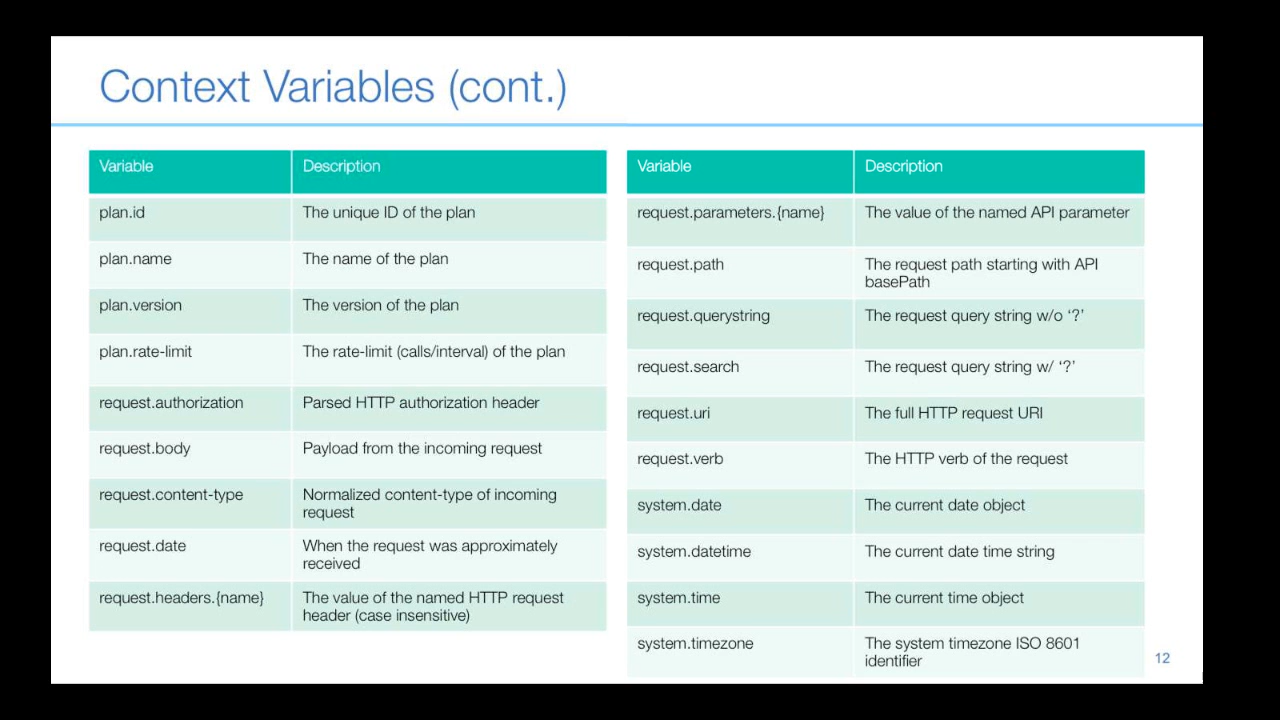 Context Variables (cont.)
Variable Description
plan.id The unique ID of the plan
plan.name The name of the plan
plan.version The version of the plan
plan.rate-limit The rate-limit (calls/interval) of the plan
request.authorization Parsed HTTP authorization header
request.body Payload from the incoming request
request.content-type Normalized content-type of incoming
request
request.date When the request was approximately
received
request.headers.{name} The value of the named HTTP request
header (case insensitive)
Variable Description
request.parameters.{name} The value of the named API parameter
request.path The request path starting with API
basePath
request.querystring The request query string w/o ‘?’
request.search The request query string w/ ‘?’
request.uri The full HTTP request URI
request.verb The HTTP verb of the request
system.date The current date object
system.datetime The current date time string
system.time The current time object
system.timezone The system timezone ISO 8601
identifier
12